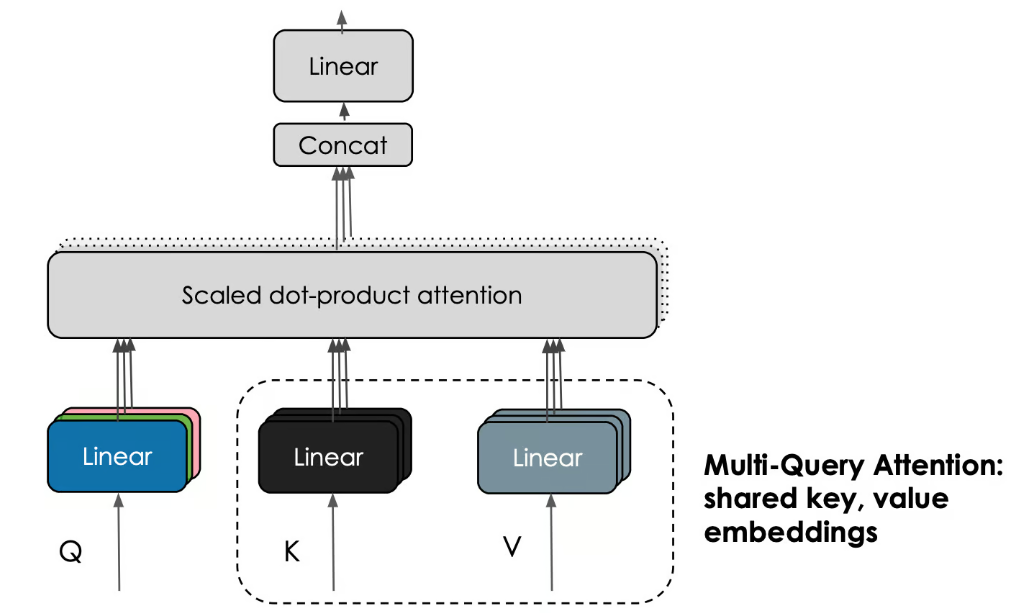 Linear
Concat
Scaled dot-product attention
Linear
Linear
Linear
Q
K
V
Multi-Query Attention:
shared key, value
embeddings